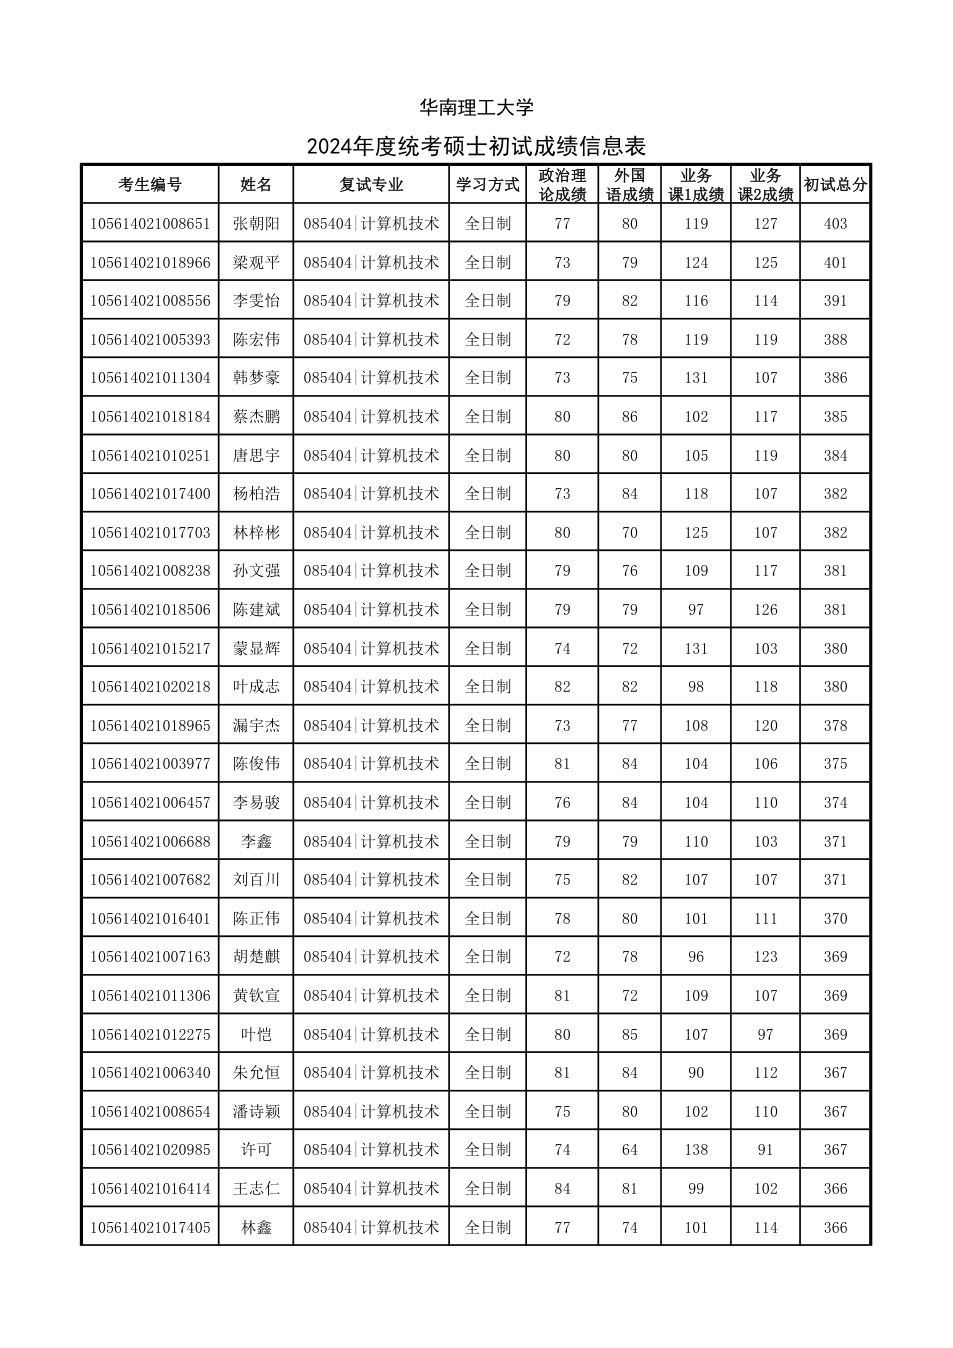 华南理工大学
2024年度统考硕士初试成绩信息表
考生编号 姓名 复试专业 学习方式 政治理论成绩 外国语成绩 业务课1成绩 业务课2成绩 初试总分
105614021008651 张朝阳 085404|计算机技术 全日制 77 80 119 127 403
105614021018966 梁观平 085404|计算机技术 全日制 73 79 124 125 401
105614021008556 李雯怡 085404|计算机技术 全日制 79 82 116 114 391
105614021005393 陈宏伟 085404|计算机技术 全日制 72 78 119 119 388
105614021011304 韩梦豪 085404|计算机技术 全日制 73 75 131 107 386
105614021018184 蔡杰鹏 085404|计算机技术 全日制 80 86 102 117 385
105614021010251 唐思宇 085404|计算机技术 全日制 80 80 105 119 384
105614021017400 杨柏浩 085404|计算机技术 全日制 73 84 118 107 382
105614021017703 林梓彬 085404|计算机技术 全日制 80 70 125 107 382
105614021008238 孙文强 085404|计算机技术 全日制 79 76 109 117 381
105614021018506 陈建斌 085404|计算机技术 全日制 79 79 97 126 381
105614021015217 蒙显辉 085404|计算机技术 全日制 74 72 131 103 380
105614021020218 叶成志 085404|计算机技术 全日制 82 82 98 118 380
105614021018965 漏宇杰 085404|计算机技术 全日制 73 77 108 120 378
105614021003977 陈俊伟 085404|计算机技术 全日制 81 84 104 106 375
105614021006457 李易骏 085404|计算机技术 全日制 76 84 104 110 374
105614021006688 李鑫 085404|计算机技术 全日制 79 79 110 103 371
105614021007682 刘百川 085404|计算机技术 全日制 75 82 107 107 371
105614021016401 陈正伟 085404|计算机技术 全日制 78 80 101 111 370
105614021007163 胡楚麒 085404|计算机技术 全日制 72 78 96 123 369
105614021011306 黄钦宣 085404|计算机技术 全日制 81 72 109 107 369
105614021012275 叶恺 085404|计算机技术 全日制 80 85 107 97 369
105614021006340 朱允恒 085404|计算机技术 全日制 81 84 90 112 367
105614021008654 潘诗颖 085404|计算机技术 全日制 75 80 102 110 367
105614021020985 许可 085404|计算机技术 全日制 74 64 138 91 367
105614021016414 王志仁 085404|计算机技术 全日制 84 81 99 102 366
105614021017405 林鑫 085404|计算机技术 全日制 77 74 101 114 366